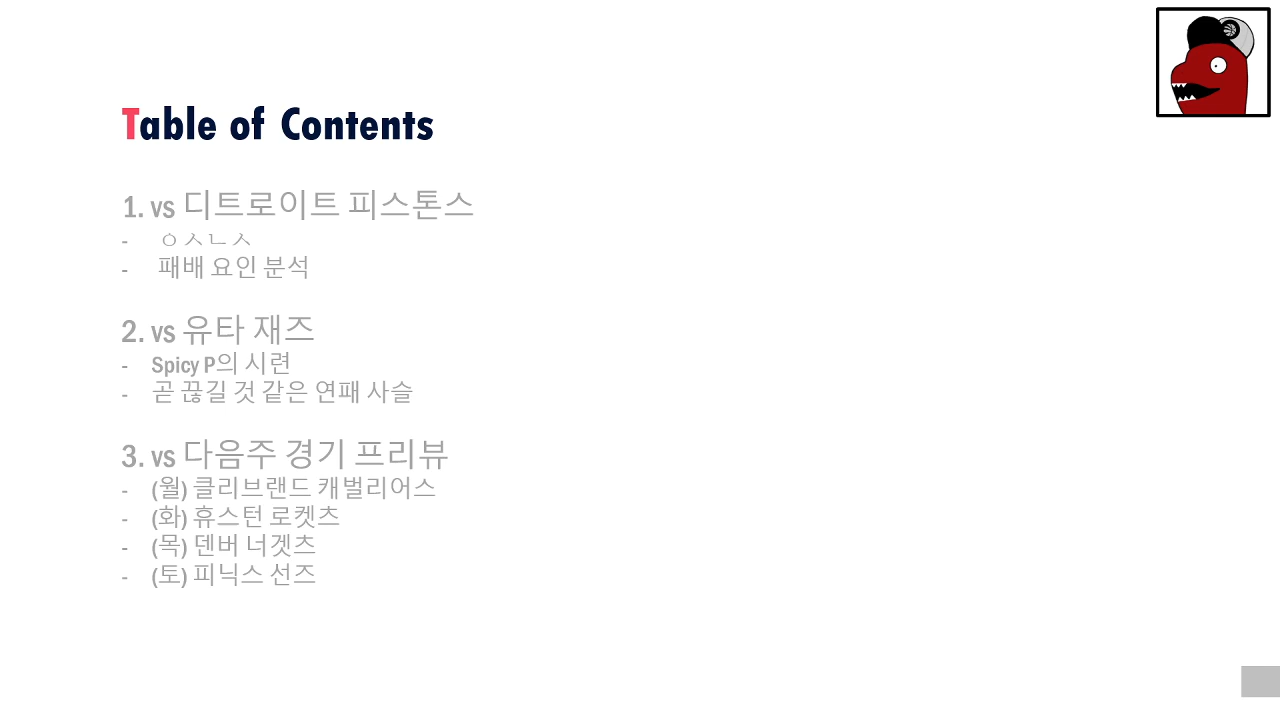 Table of Contents
1. vs 디트로이트 피스톤스
- ㅇㅅㄴㅅ
- 패배 요인 분석
2. vs 유타 재즈
- Spicy P의 시련
- 곧 끊길 것 같은 연패 사슬
3. vs 다음주 경기 프리뷰
- (월) 클리브랜드 캐벌리어스
- (화) 휴스턴 로켓츠
- (목) 덴버 너겟츠
- (토) 피닉스 선즈